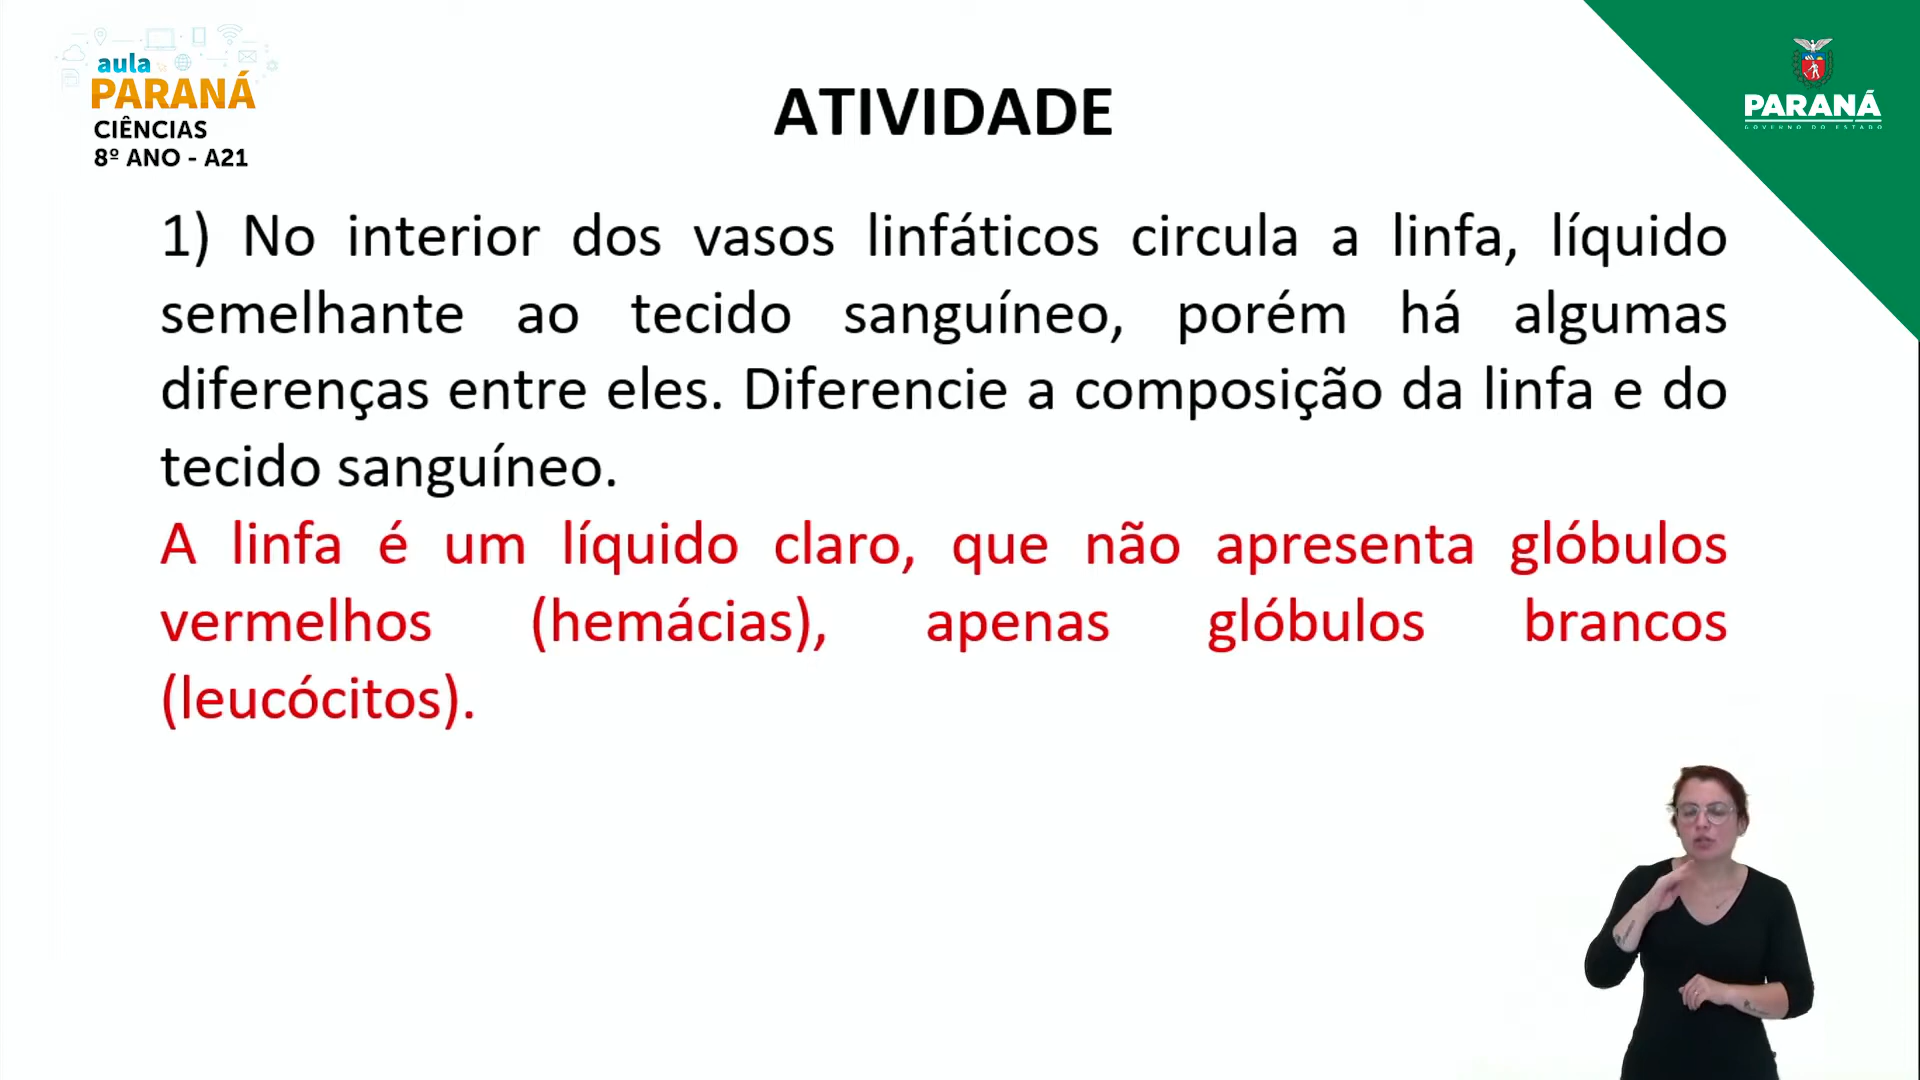 aula
PARANÁ
CIÊNCIAS
8º ANO - A21
ATIVIDADE
PARANÁ
GOVERNO DO ESTADO
1) No interior dos vasos linfáticos circula a linfa, líquido
semelhante ao tecido sanguíneo, porém há algumas
diferenças entre eles. Diferencie a composição da linfa e do
tecido sanguíneo.
A linfa é um líquido claro, que não apresenta glóbulos
vermelhos (hemácias), apenas glóbulos brancos
(leucócitos).